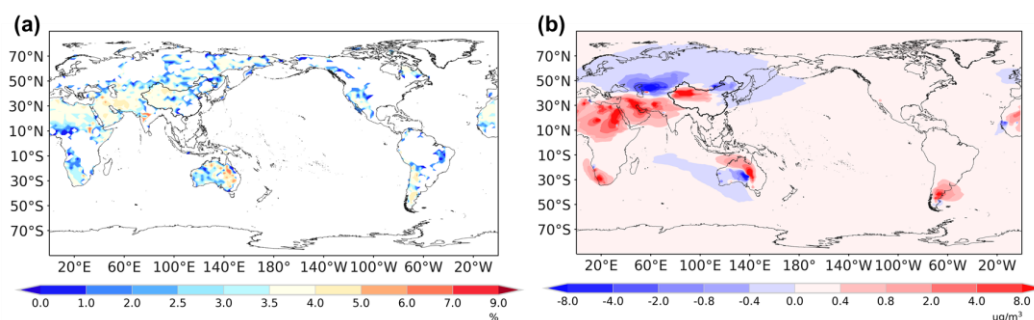 (a)
(b)
70°N
50°N
30°N
10°N
10°S
30°S
50°S
70°S
20°E 60°E 100°E 140°E 180° 140°W 100°W 60°W 20°W
0.0 1.0 2.0 2.5 3.0 3.5 4.0 5.0 6.0 7.0 9.0
%
70°N
50°N
30°N
10°N
10°S
30°S
50°S
70°S
20°E 60°E 100°E 140°E 180° 140°W 100°W 60°W 20°W
-8.0 -4.0 -2.0 -0.8 -0.4 0.0 0.4 0.8 2.0 4.0 8.0
ug/m³